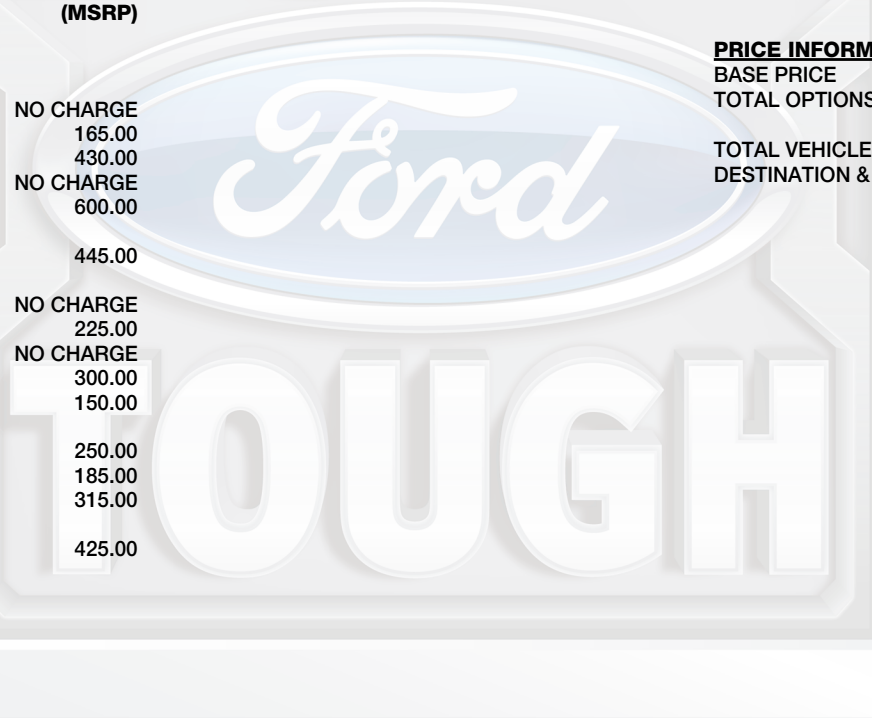 (MSRP)
NO CHARGE
165.00
430.00
NO CHARGE
600.00
445.00
NO CHARGE
225.00
NO CHARGE
300.00
150.00
250.00
185.00
315.00
425.00
PRICE INFORM
BASE PRICE
TOTAL OPTIONS
TOTAL VEHICLE
DESTINATION &
Ford
TOUGH